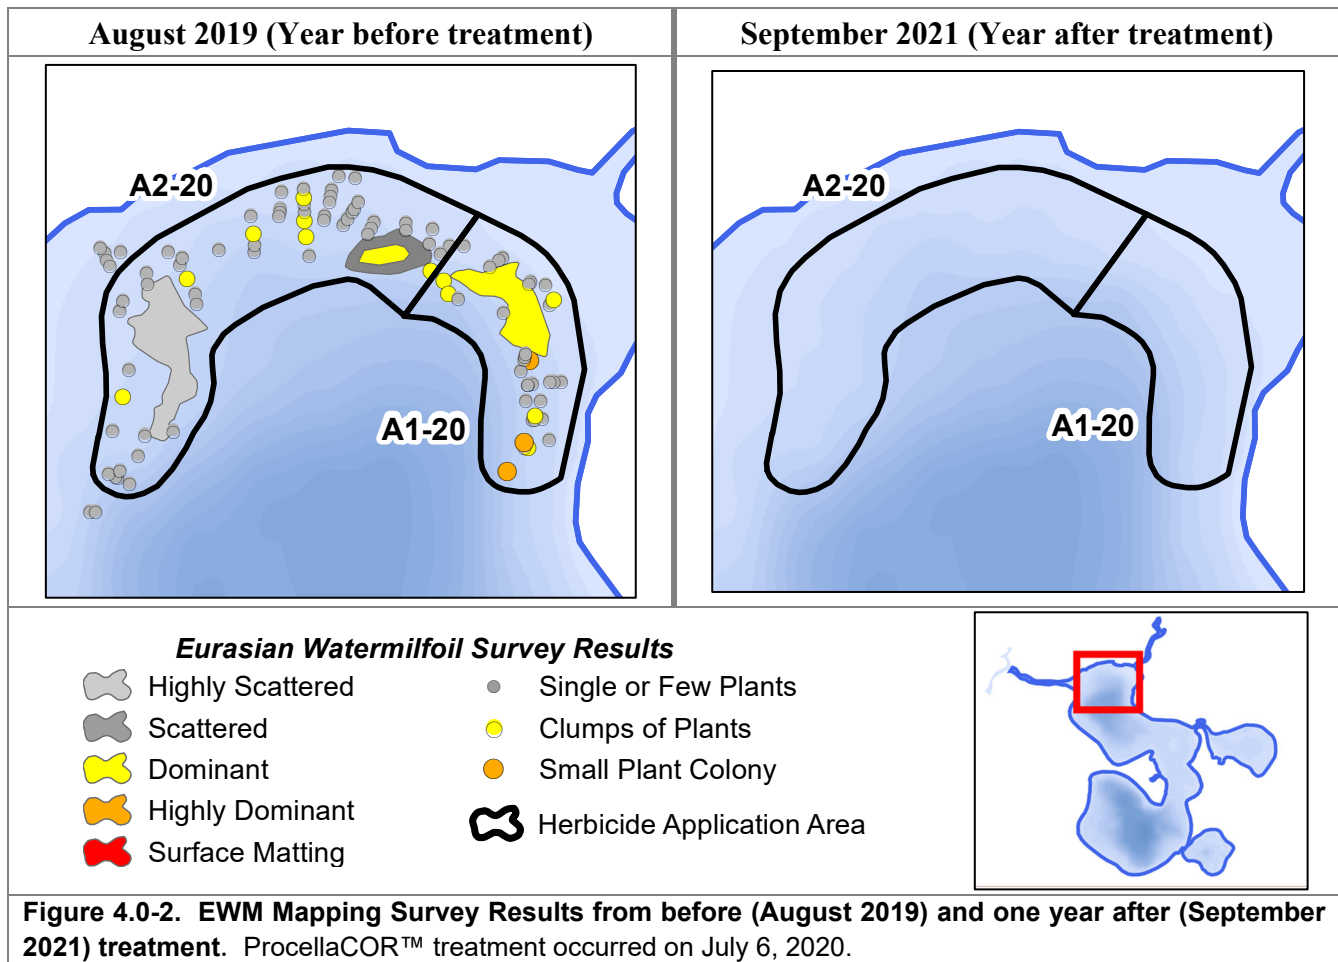 August 2019 (Year before treatment)
September 2021 (Year after treatment)
A2-20
A1-20
A2-20
A1-20
Eurasian Watermilfoil Survey Results
Highly Scattered
Scattered
Dominant
Highly Dominant
Surface Matting
Single or Few Plants
Clumps of Plants
Small Plant Colony
Herbicide Application Area
Figure 4.0-2. EWM Mapping Survey Results from before (August 2019) and one year after (September
2021) treatment. ProcellaCOR™ treatment occurred on July 6, 2020.